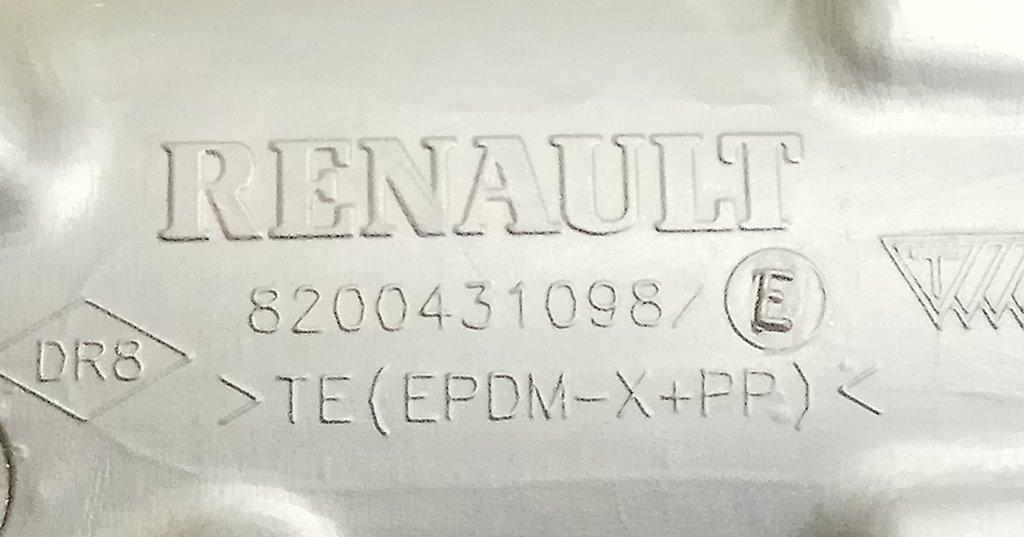 RENAULT
8200431098/ E
DR8
>TE(EPDM-X+PP)<